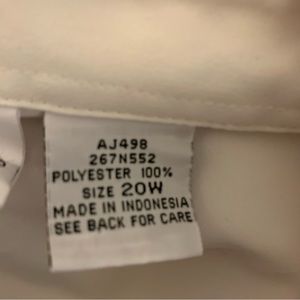 AJ498
267N552
POLYESTER 100%
SIZE 20W
MADE IN INDONESIA
SEE BACK FOR CARE